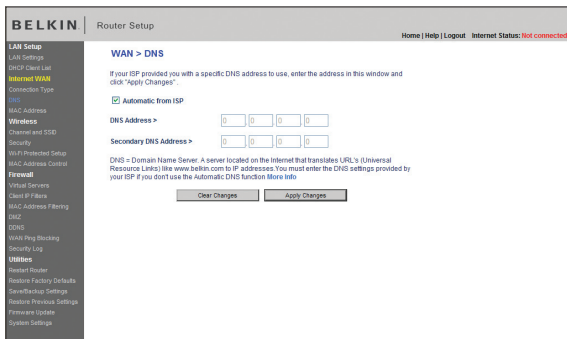 BELKIN.
Router Setup
Home | Help | Logout Internet Status: Not connected
LAN Setup
LAN Settings
DHCP Client List
Internet WAN
Connection Type
DNS
MAC Address
Wireless
Channel and SSID
Security
Wi-Fi Protected Setup
MAC Address Control
Firewall
Virtual Servers
Client IP Filters
MAC Address Filtering
DMZ
DDNS
WAN Ping Blocking
Security Log
Utilities
Restart Router
Restore Factory Defaults
Save/Backup Settings
Restore Previous Settings
Firmware Update
System Settings
WAN > DNS
If your ISP provided you with a specific DNS address to use, enter the address in this window and
click "Apply Changes" .
Automatic from ISP
DNS Address > 0 . 0 . 0 . 0
Secondary DNS Address > 0 . 0 . 0 . 0
DNS = Domain Name Server. A server located on the Internet that translates URL's (Universal
Resource Links) like www.belkin.com to IP addresses.You must enter the DNS settings provided by
your ISP if you don't use the Automatic DNS function More Info
Clear Changes Apply Changes